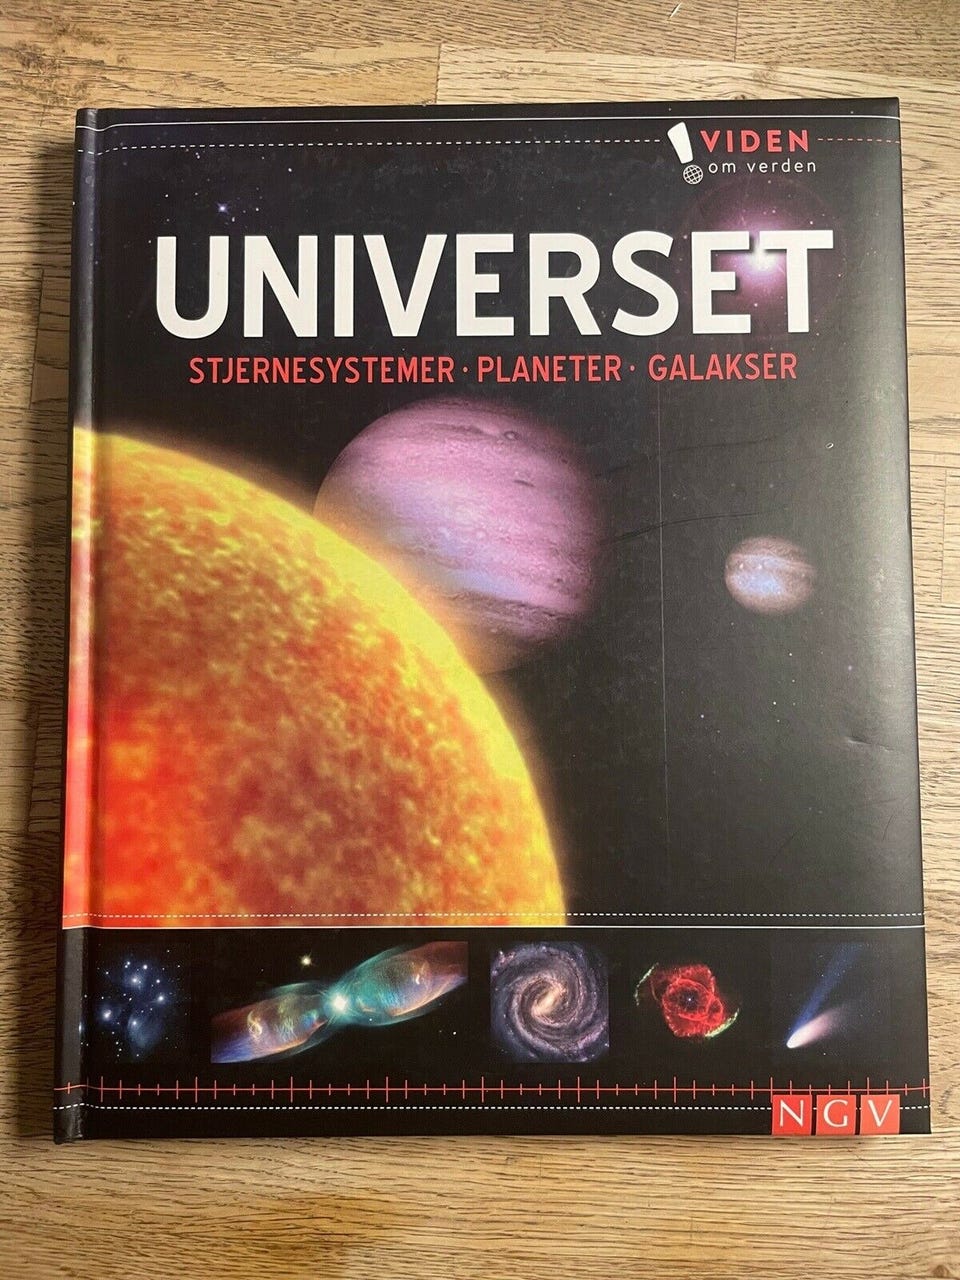 VIDEN
om verden
UNIVERSET
STJERNESYSTEMER · PLANETER · GALAKSER
NGV